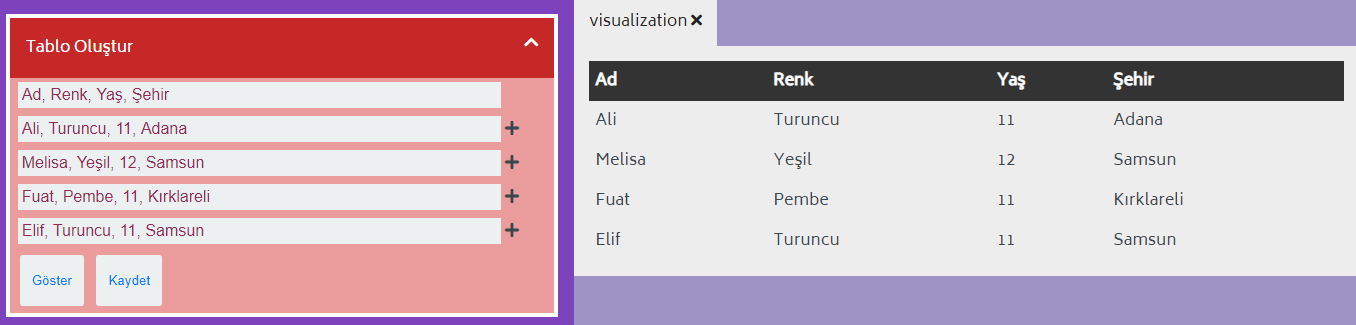 Tablo Oluştur
Ad, Renk, Yaş, Şehir
Ali, Turuncu, 11, Adana
Melisa, Yeşil, 12, Samsun
Fuat, Pembe, 11, Kırklareli
Elif, Turuncu, 11, Samsun
Göster Kaydet
visualization
Ad Renk Yaş Şehir
Ali Turuncu 11 Adana
Melisa Yeşil 12 Samsun
Fuat Pembe 11 Kırklareli
Elif Turuncu 11 Samsun